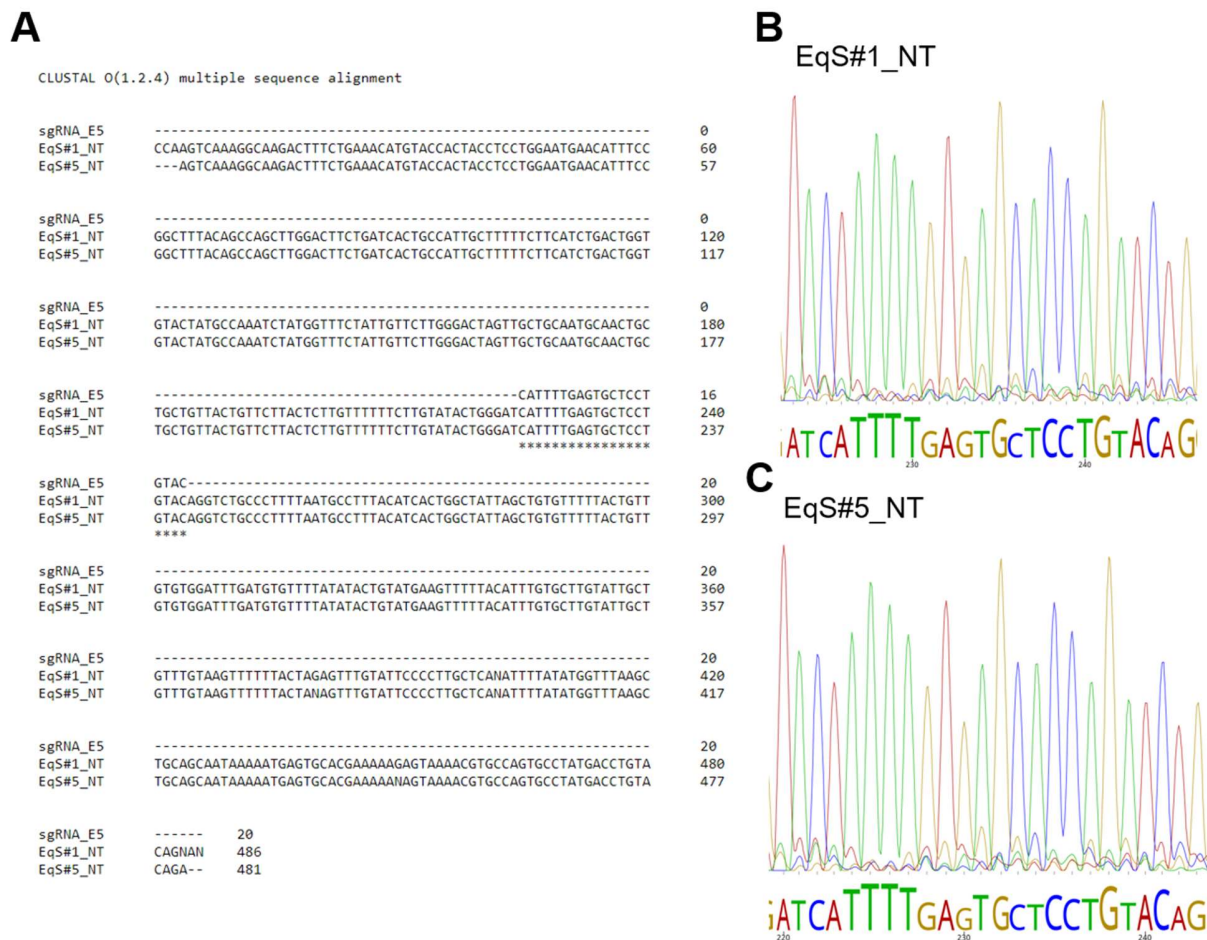 A
CLUSTAL O(1.2.4) multiple sequence alignment
sgRNA_E5 ------------------------------------------------------------ 0
EqS#1_NT CCAAGTCAAAGGCAAGACTTTCTGAAACATGTACCACTACCTCCTGGAATGAACATTTCC 60
EqS#5_NT ---AGTCAAAGGCAAGACTTTCTGAAACATGTACCACTACCTCCTGGAATGAACATTTCC 57
sgRNA_E5 ------------------------------------------------------------ 0
EqS#1_NT GGCTTTACAGCCAGCTTGGACTTCTGATCACTGCCATTGCTTTTTCTTCATCTGACTGGT 120
EqS#5_NT GGCTTTACAGCCAGCTTGGACTTCTGATCACTGCCATTGCTTTTTCTTCATCTGACTGGT 117
sgRNA_E5 ------------------------------------------------------------ 0
EqS#1_NT GTACTATGCCAAATCTATGGTTTCTATTGTTCTTGGGACTAGTTGCTGCAATGCAACTGC 180
EqS#5_NT GTACTATGCCAAATCTATGGTTTCTATTGTTCTTGGGACTAGTTGCTGCAATGCAACTGC 177
sgRNA_E5 --------------------------------------------CATTTTGAGTGCTCCT 16
EqS#1_NT TGCTGTTACTGTTCTTACTCTTGTTTTTTCTTGTATACTGGGATCATTTTGAGTGCTCCT 240
EqS#5_NT TGCTGTTACTGTTCTTACTCTTGTTTTTTCTTGTATACTGGGATCATTTTGAGTGCTCCT 237
****************
sgRNA_E5 GTAC-------------------------------------------------------- 20
EqS#1_NT GTACAGGTCTGCCCTTTTAATGCCTTTACATCACTGGCTATTAGCTGTGTTTTTACTGTT 300
EqS#5_NT GTACAGGTCTGCCCTTTTAATGCCTTTACATCACTGGCTATTAGCTGTGTTTTTACTGTT 297
****
sgRNA_E5 ------------------------------------------------------------ 20
EqS#1_NT GTGTGGATTTGATGTGTTTTATATACTGTATGAAGTTTTTACATTTGTGCTTGTATTGCT 360
EqS#5_NT GTGTGGATTTGATGTGTTTTATATACTGTATGAAGTTTTTACATTTGTGCTTGTATTGCT 357
sgRNA_E5 ------------------------------------------------------------ 20
EqS#1_NT GTTTGTAAGTTTTTTACTAGAGTTTGTATTCCCCTTGCTCANATTTTATATGGTTTAAGC 420
EqS#5_NT GTTTGTAAGTTTTTTACTANAGTTTGTATTCCCCTTGCTCANATTTTATATGGTTTAAGC 417
sgRNA_E5 ------------------------------------------------------------ 20
EqS#1_NT TGCAGCAATAAAAATGAGTGCACGAAAAAGAGTAAAACGTGCCAGTGCCTATGACCTGTA 480
EqS#5_NT TGCAGCAATAAAAATGAGTGCACGAAAAANAGTAAAACGTGCCAGTGCCTATGACCTGTA 477
sgRNA_E5 ------ 20
EqS#1_NT CAGNAN 486
EqS#5_NT CAGA-- 481
B
EqS#1_NT
ATCATTTTGAGTGCTCCTGTACAG
230 240
C
EqS#5_NT
GATCATTTTGAGTGCTCCTGTACAG
220 230 240